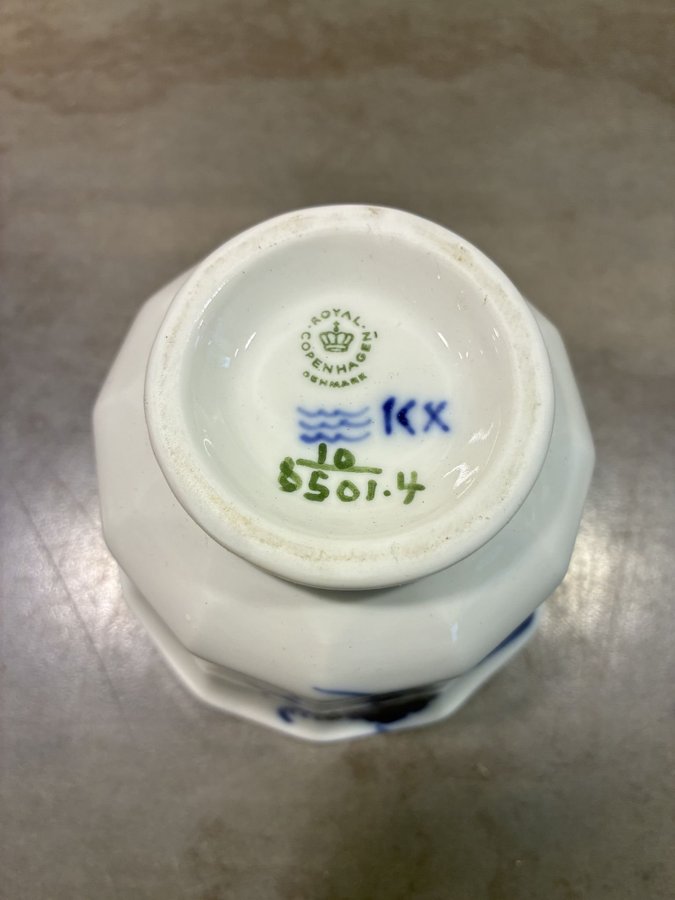 ROYAL
COPENHAGEN
DENMARK
KX
10
8501.4